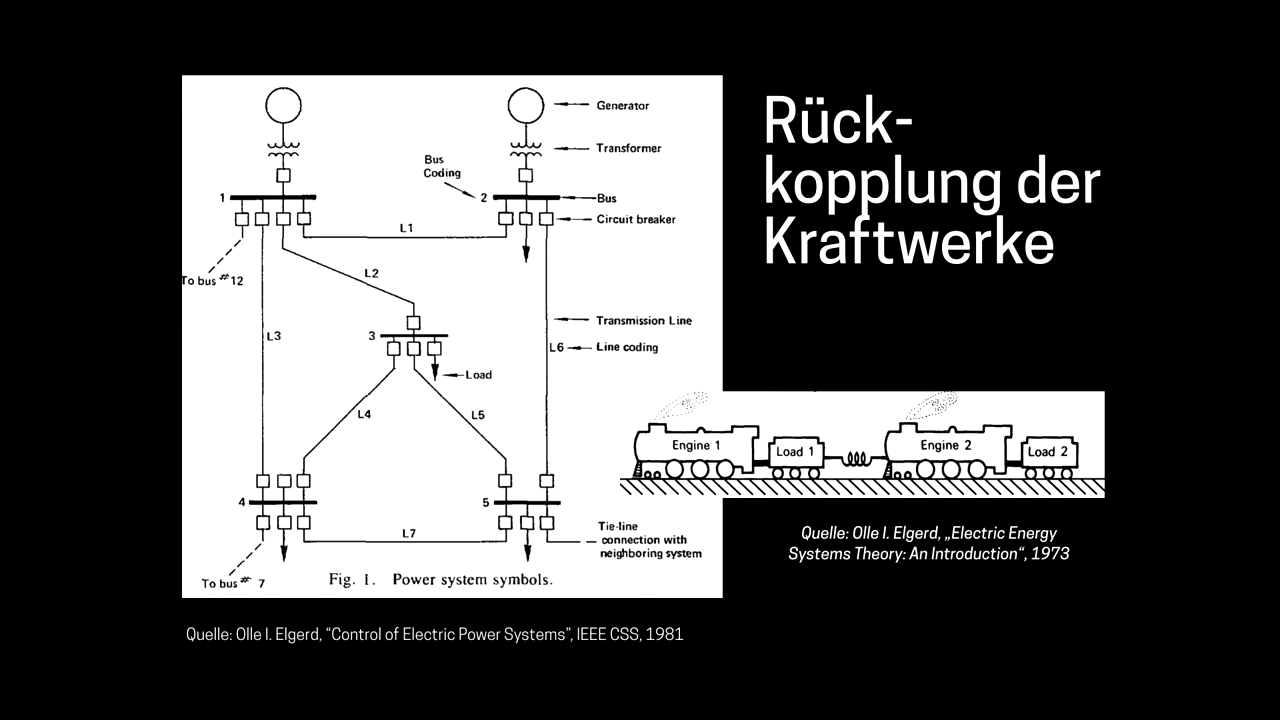 Rück-
kopplung der
Kraftwerke
Generator
Transformer
Bus
Coding
1
2
Bus
Circuit breaker
L1
To bus #12
L2
Transmission Line
L3
3
L6
Line coding
Load
L4
L5
4
5
L7
Tie-line
connection with
neighboring system
To bus # 7
Fig. 1. Power system symbols.
Engine 1
Load 1
Engine 2
Load 2
Quelle: Olle I. Elgerd, „Electric Energy
Systems Theory: An Introduction“, 1973
Quelle: Olle I. Elgerd, “Control of Electric Power Systems”, IEEE CSS, 1981